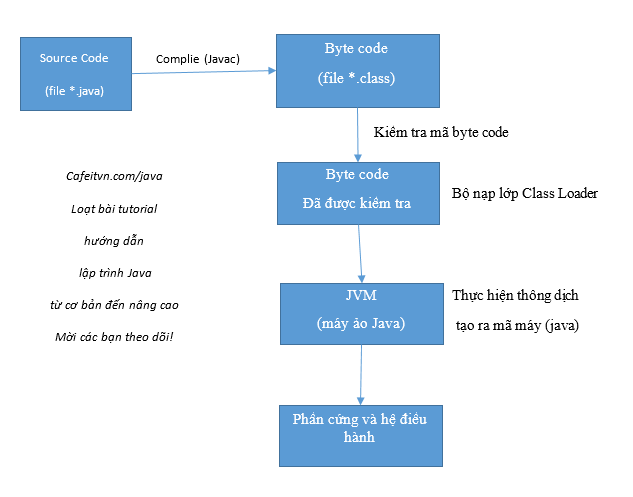 Source Code
(file *.java)
Complie (Javac)
Byte code
(file *.class)
Kiểm tra mã byte code
Byte code
Đã được kiểm tra
Bộ nạp lớp Class Loader
JVM
(máy ảo Java)
Thực hiện thông dịch
tạo ra mã máy (java)
Phần cứng và hệ điều
hành
Cafeitvn.com/java
Loạt bài tutorial
hướng dẫn
lập trình Java
từ cơ bản đến nâng cao
Mời các bạn theo dõi!